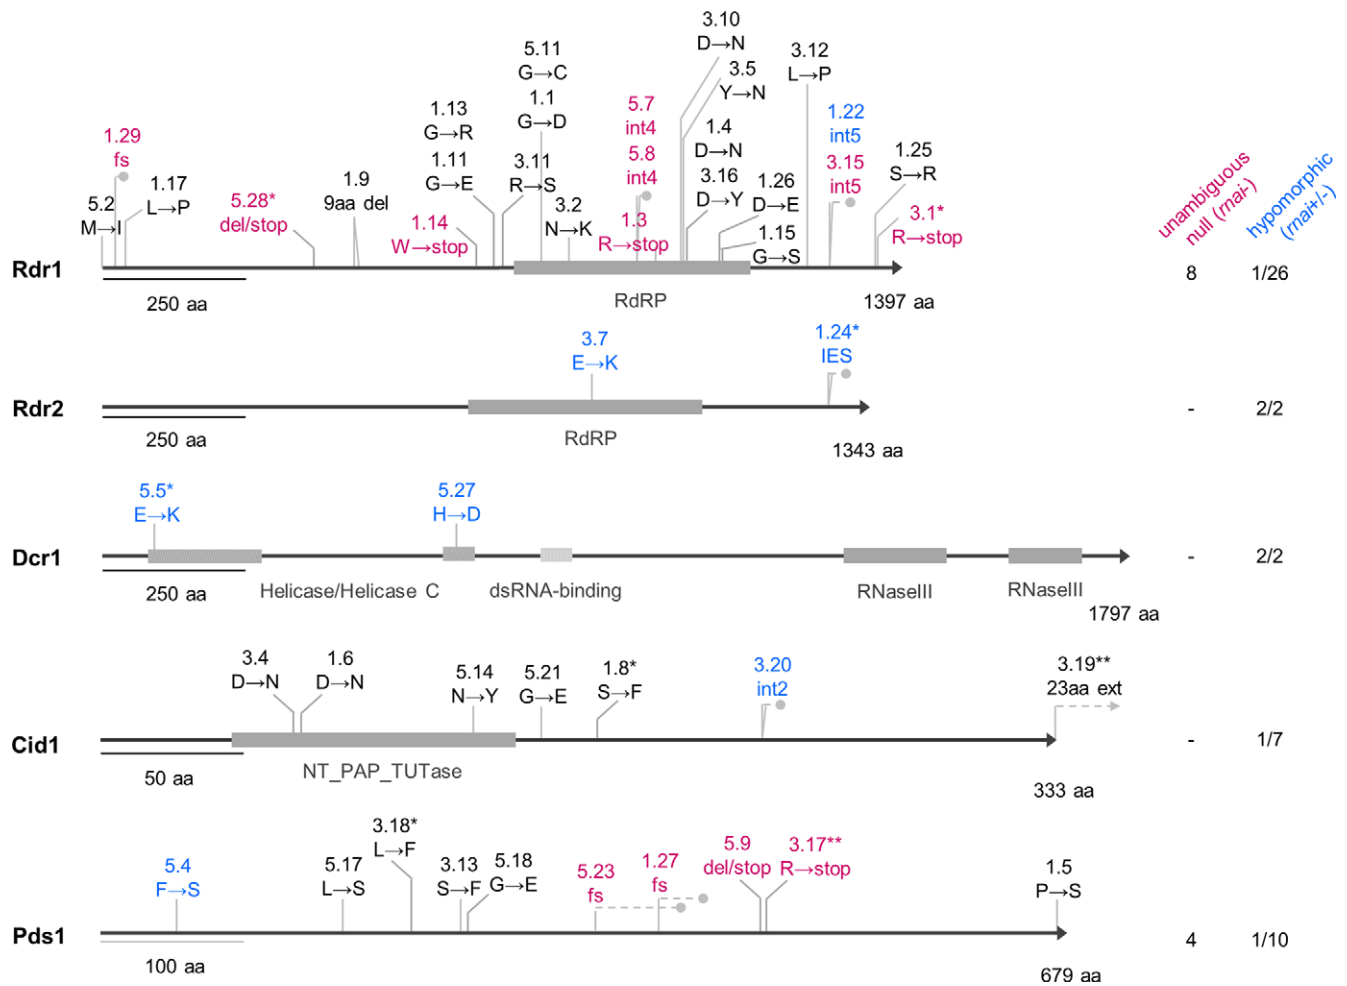 3.10
D→N
5.11
G→C
3.12
L→P
3.5
Y→N
1.13
G→R
1.1
G→D
5.7
int4
1.22
int5
1.29
fs
1.4
D→N
1.11
G→E
3.11
R→S
5.8
int4
3.15
int5
1.25
S→R
5.2
M→I
1.17
L→P
5.28*
del/stop
1.9
9aa del
1.14
W→stop
3.2
N→K
1.3
R→stop
3.16
D→Y
1.26
D→E
1.15
G→S
3.1*
R→stop
unambiguous
null (rnai-)
hypomorphic
(rnai+/-)
Rdr1
8
1/26
250 aa
RdRP
1397 aa
3.7
E→K
1.24*
IES
Rdr2
-
2/2
250 aa
RdRP
1343 aa
5.5*
E→K
5.27
H→D
Dcr1
-
2/2
250 aa
Helicase/Helicase C
dsRNA-binding
RNaseIII
RNaseIII
1797 aa
3.4
D→N
1.6
D→N
5.14
N→Y
5.21
G→E
1.8*
S→F
3.20
int2
3.19**
23aa ext
Cid1
-
1/7
50 aa
NT_PAP_TUTase
333 aa
5.4
F→S
5.17
L→S
3.18*
L→F
3.13
S→F
5.18
G→E
5.23
fs
1.27
fs
5.9
del/stop
3.17**
R→stop
1.5
P→S
Pds1
4
1/10
100 aa
679 aa